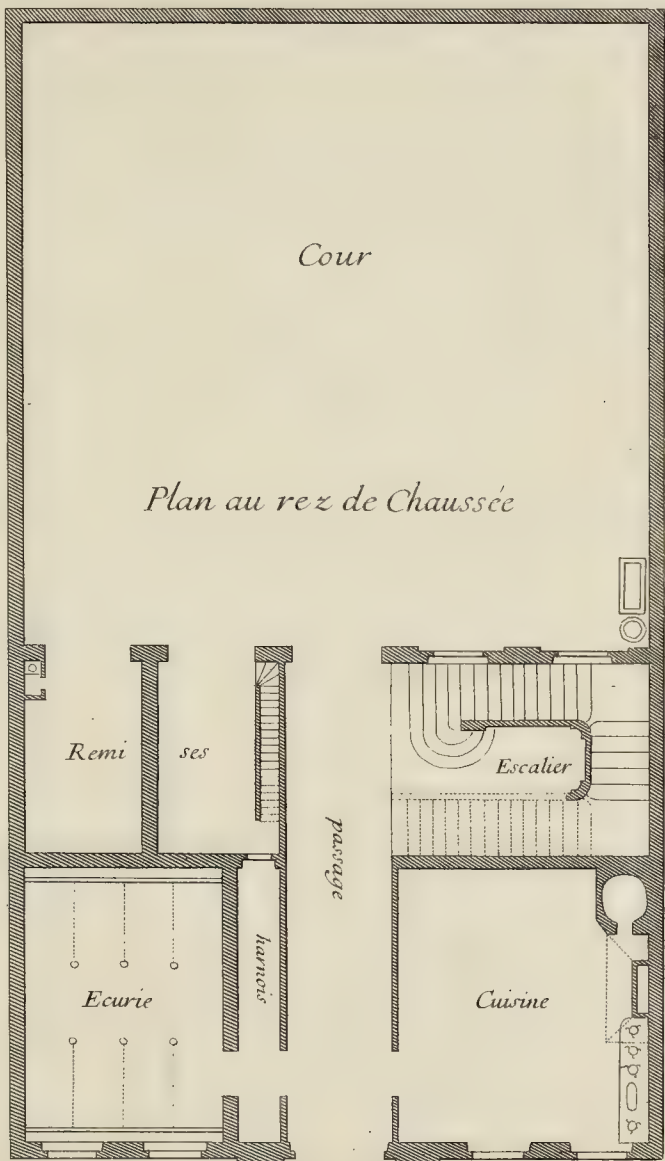 Cour
Plan au rez de Chaussée
Remi ses
Escalier
passage
harnois
Ecurie
Cuisine